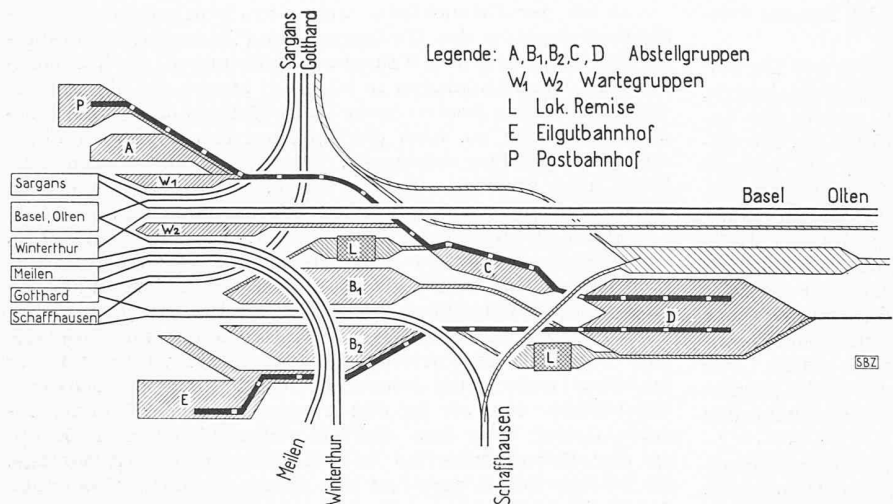 Sargans
Gotthard
Legende: A, B1, B2, C, D Abstellgruppen
W1 W2 Wartegruppen
L Lok. Remise
E Eilgutbahnhof
P Postbahnhof
P
A
W1
Sargans
Basel, Olten
Winterthur
Meilen
Gotthard
Schaffhausen
Basel Olten
W2
L
C
B1
D
B2
L
SBZ
E
Meilen
Winterthur
Schaffhausen